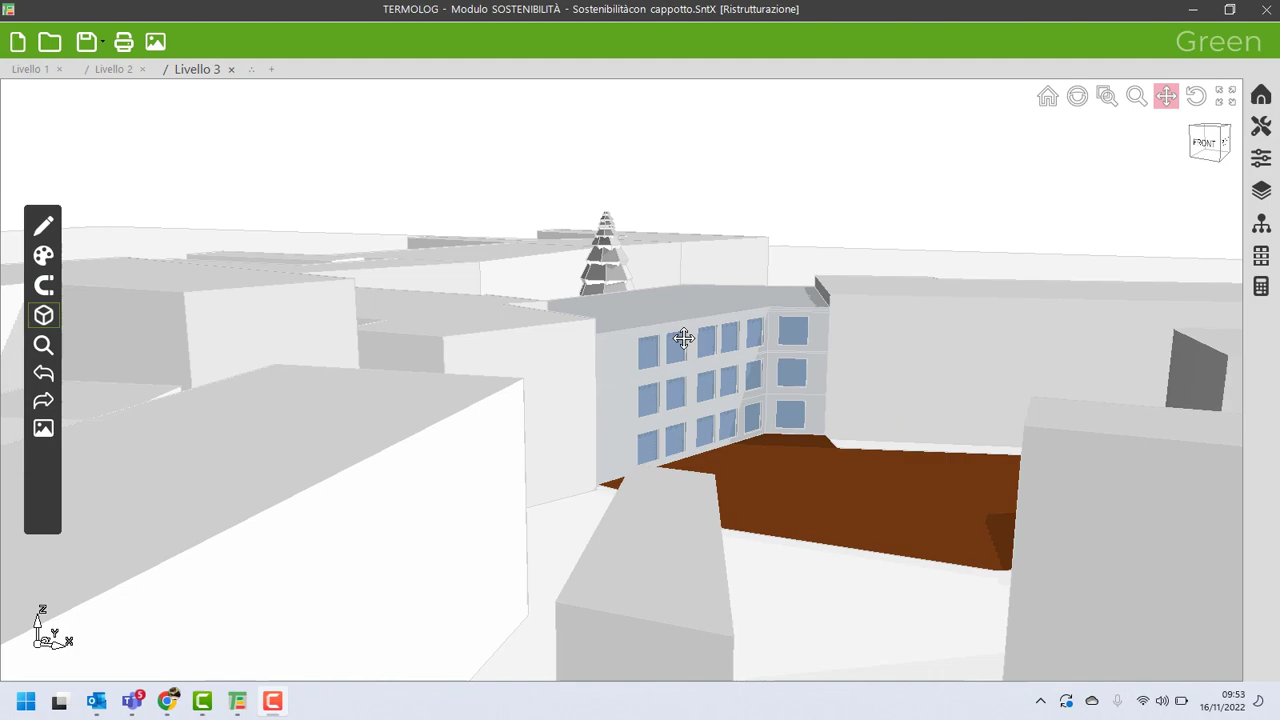 TERMOLOG - Modulo SOSTENIBILITÀ - Sostenibilitàcon cappotto.SntX [Ristrutturazione]
Green
Livello 1 × / Livello 2 × / Livello 3 × +
FRONT
Z
Y
X
5
09:53
16/11/2022